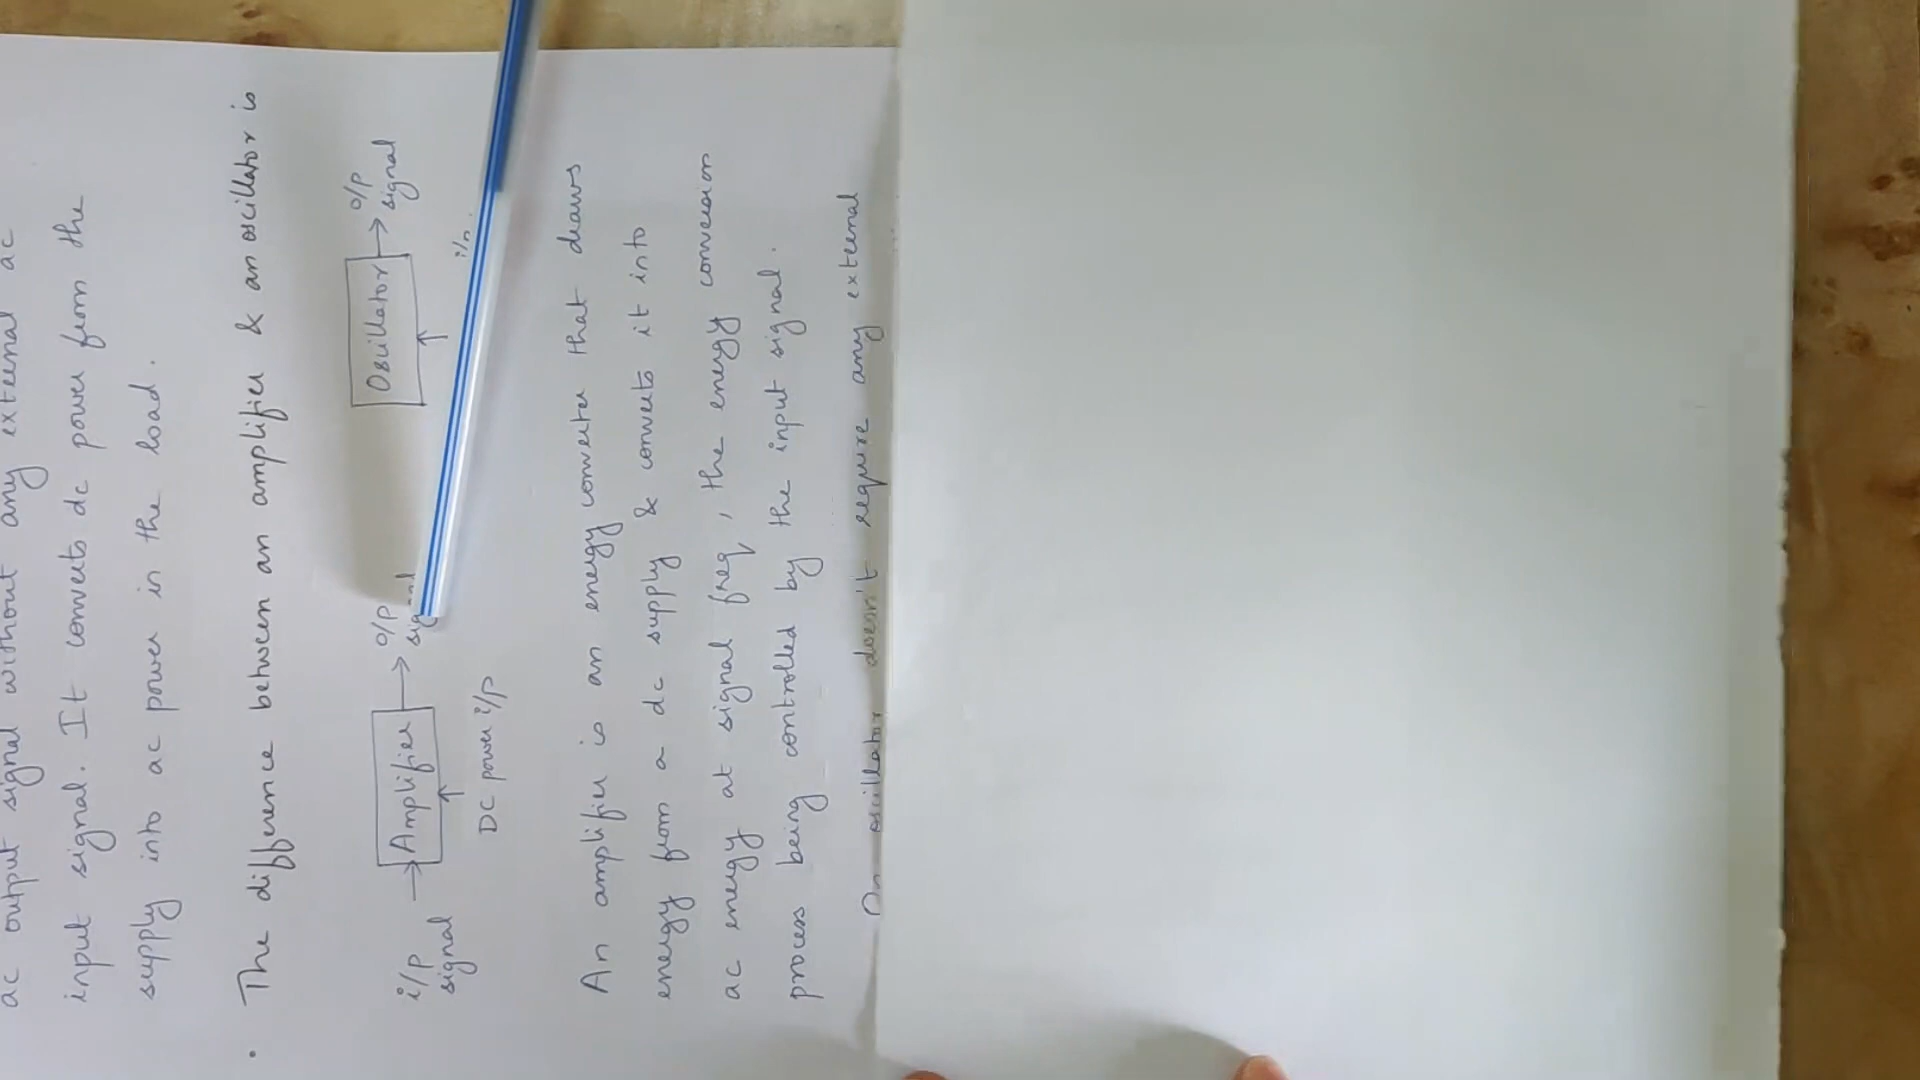 ac output signal without any external ac
input signal. It converts dc power from the
supply into ac power in the load.
• The difference between an amplifier & an oscillator is
i/p signal → Amplifier → o/p signal
DC power i/p
Oscillator → o/p signal
An amplifier is an energy converter that draws
energy from a dc supply & converts it into
ac energy at signal freq, the energy conversion
process being controlled by the input signal.
oscillator doesn't require any external